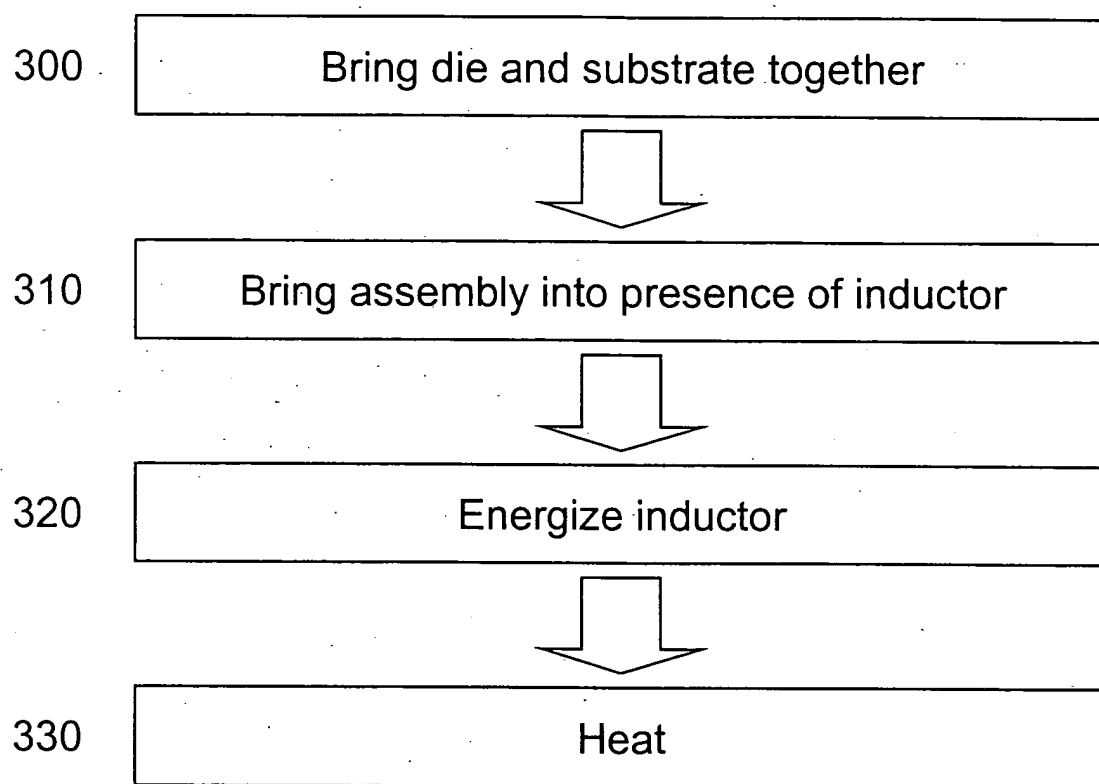 300 Bring die and substrate together
310 Bring assembly into presence of inductor
320 Energize inductor
330 Heat